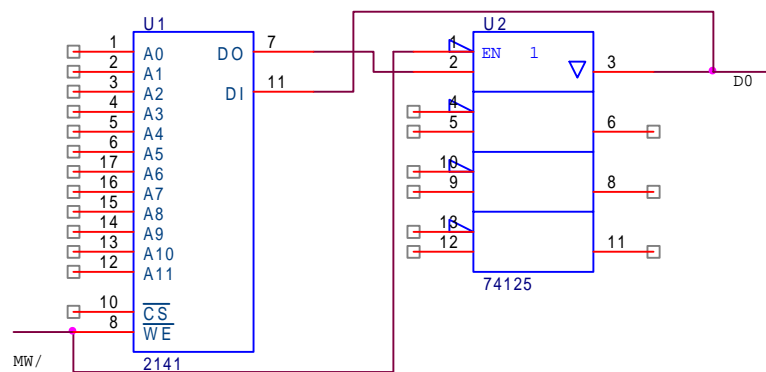 U1
U2
1 A0 DO 7
2 A1
3 A2 DI 11
4 A3
5 A4
6 A5
17 A6
16 A7
15 A8
14 A9
13 A10
12 A11
10 CS
8 WE
2141
MW/
1 EN 1
2 3
D0
4
5 6
10
9 8
13
12 11
74125